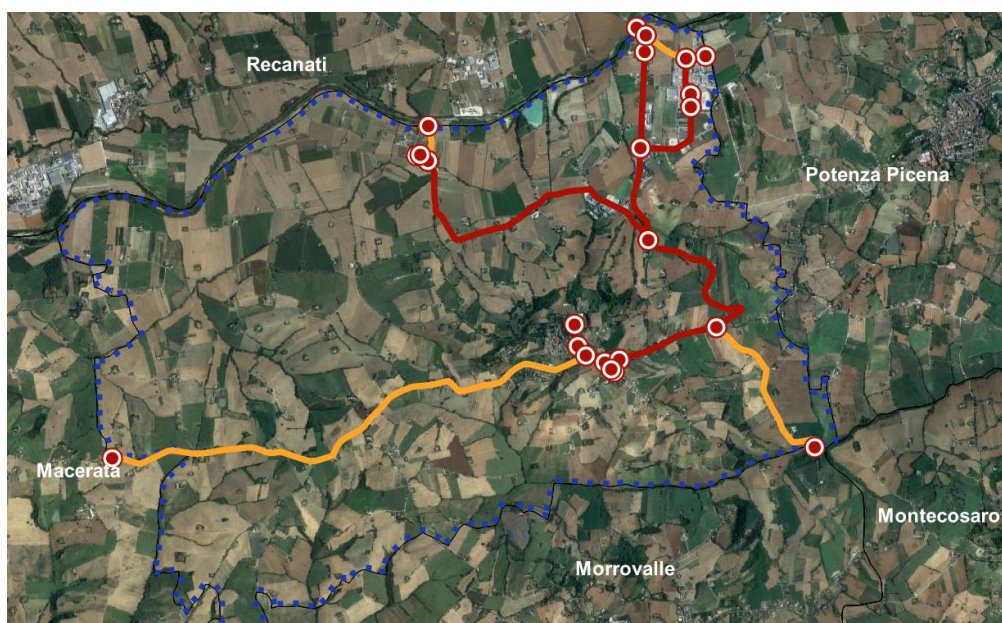 Recanati
Potenza Picena
Macerata
Montecosaro
Morrovalle